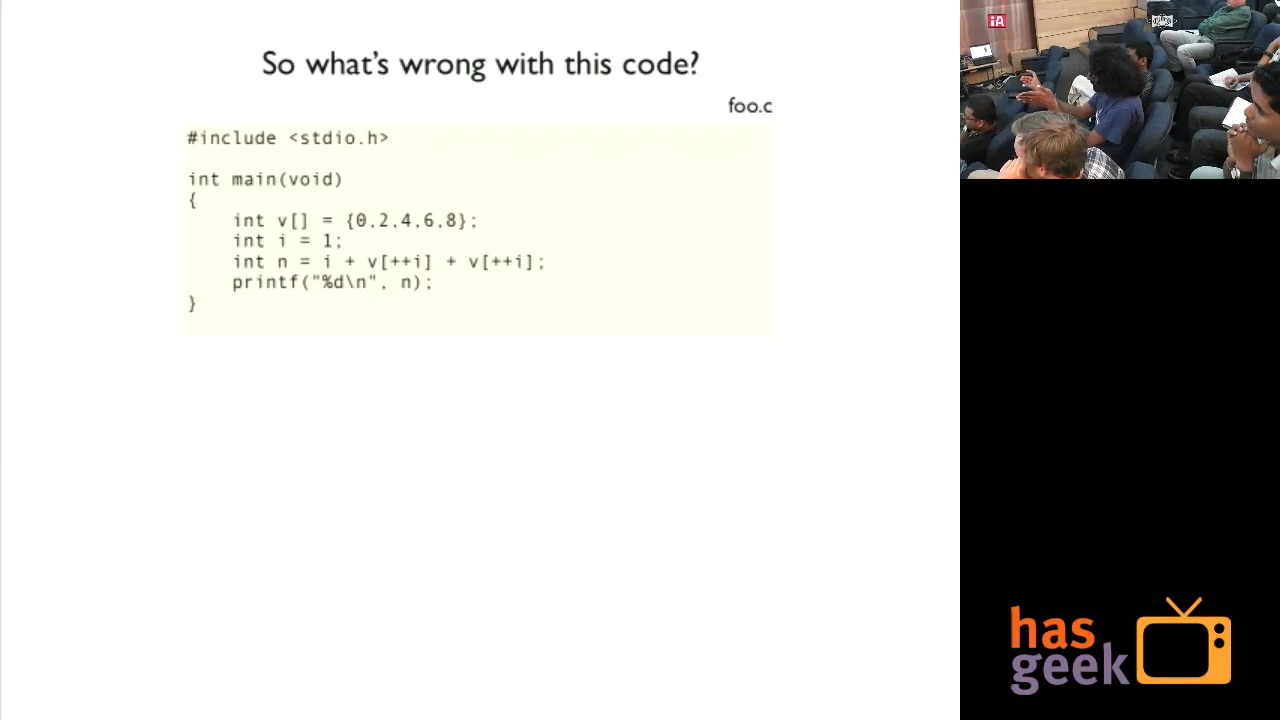 So what's wrong with this code?
foo.c
#include <stdio.h>
int main(void)
{
    int v[] = {0,2,4,6,8};
    int i = 1;
    int n = i + v[++i] + v[++i];
    printf("%d\n", n);
}
iA
has
geek